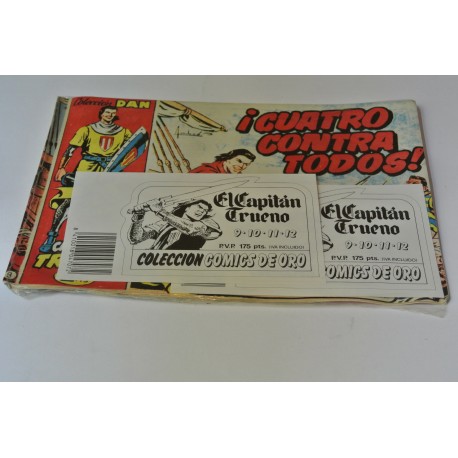 Colección DAN
¡CUATRO
CONTRA
TODOS!
El Capitán
Trueno
9-10-11-12
P.V.P. 175 pts. (IVA INCLUIDO)
COLECCION COMICS DE ORO
El Capitán
Trueno
9-10-11-12
P.V.P. 175 pts. (IVA INCLUIDO)
COMICS DE ORO